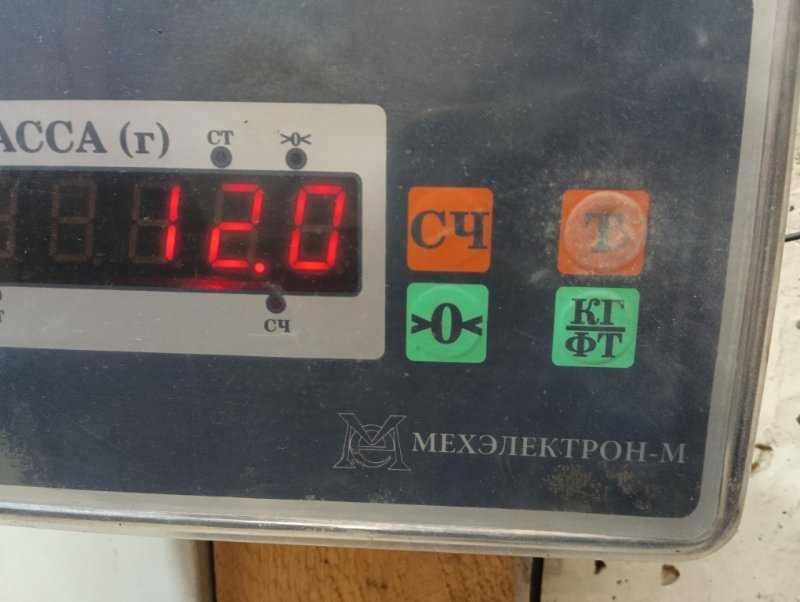 АССА (г)
СТ
>0<
12.0
СЧ
Т
СЧ
>0<
КГ
ФТ
МЕХЭЛЕКТРОН-М